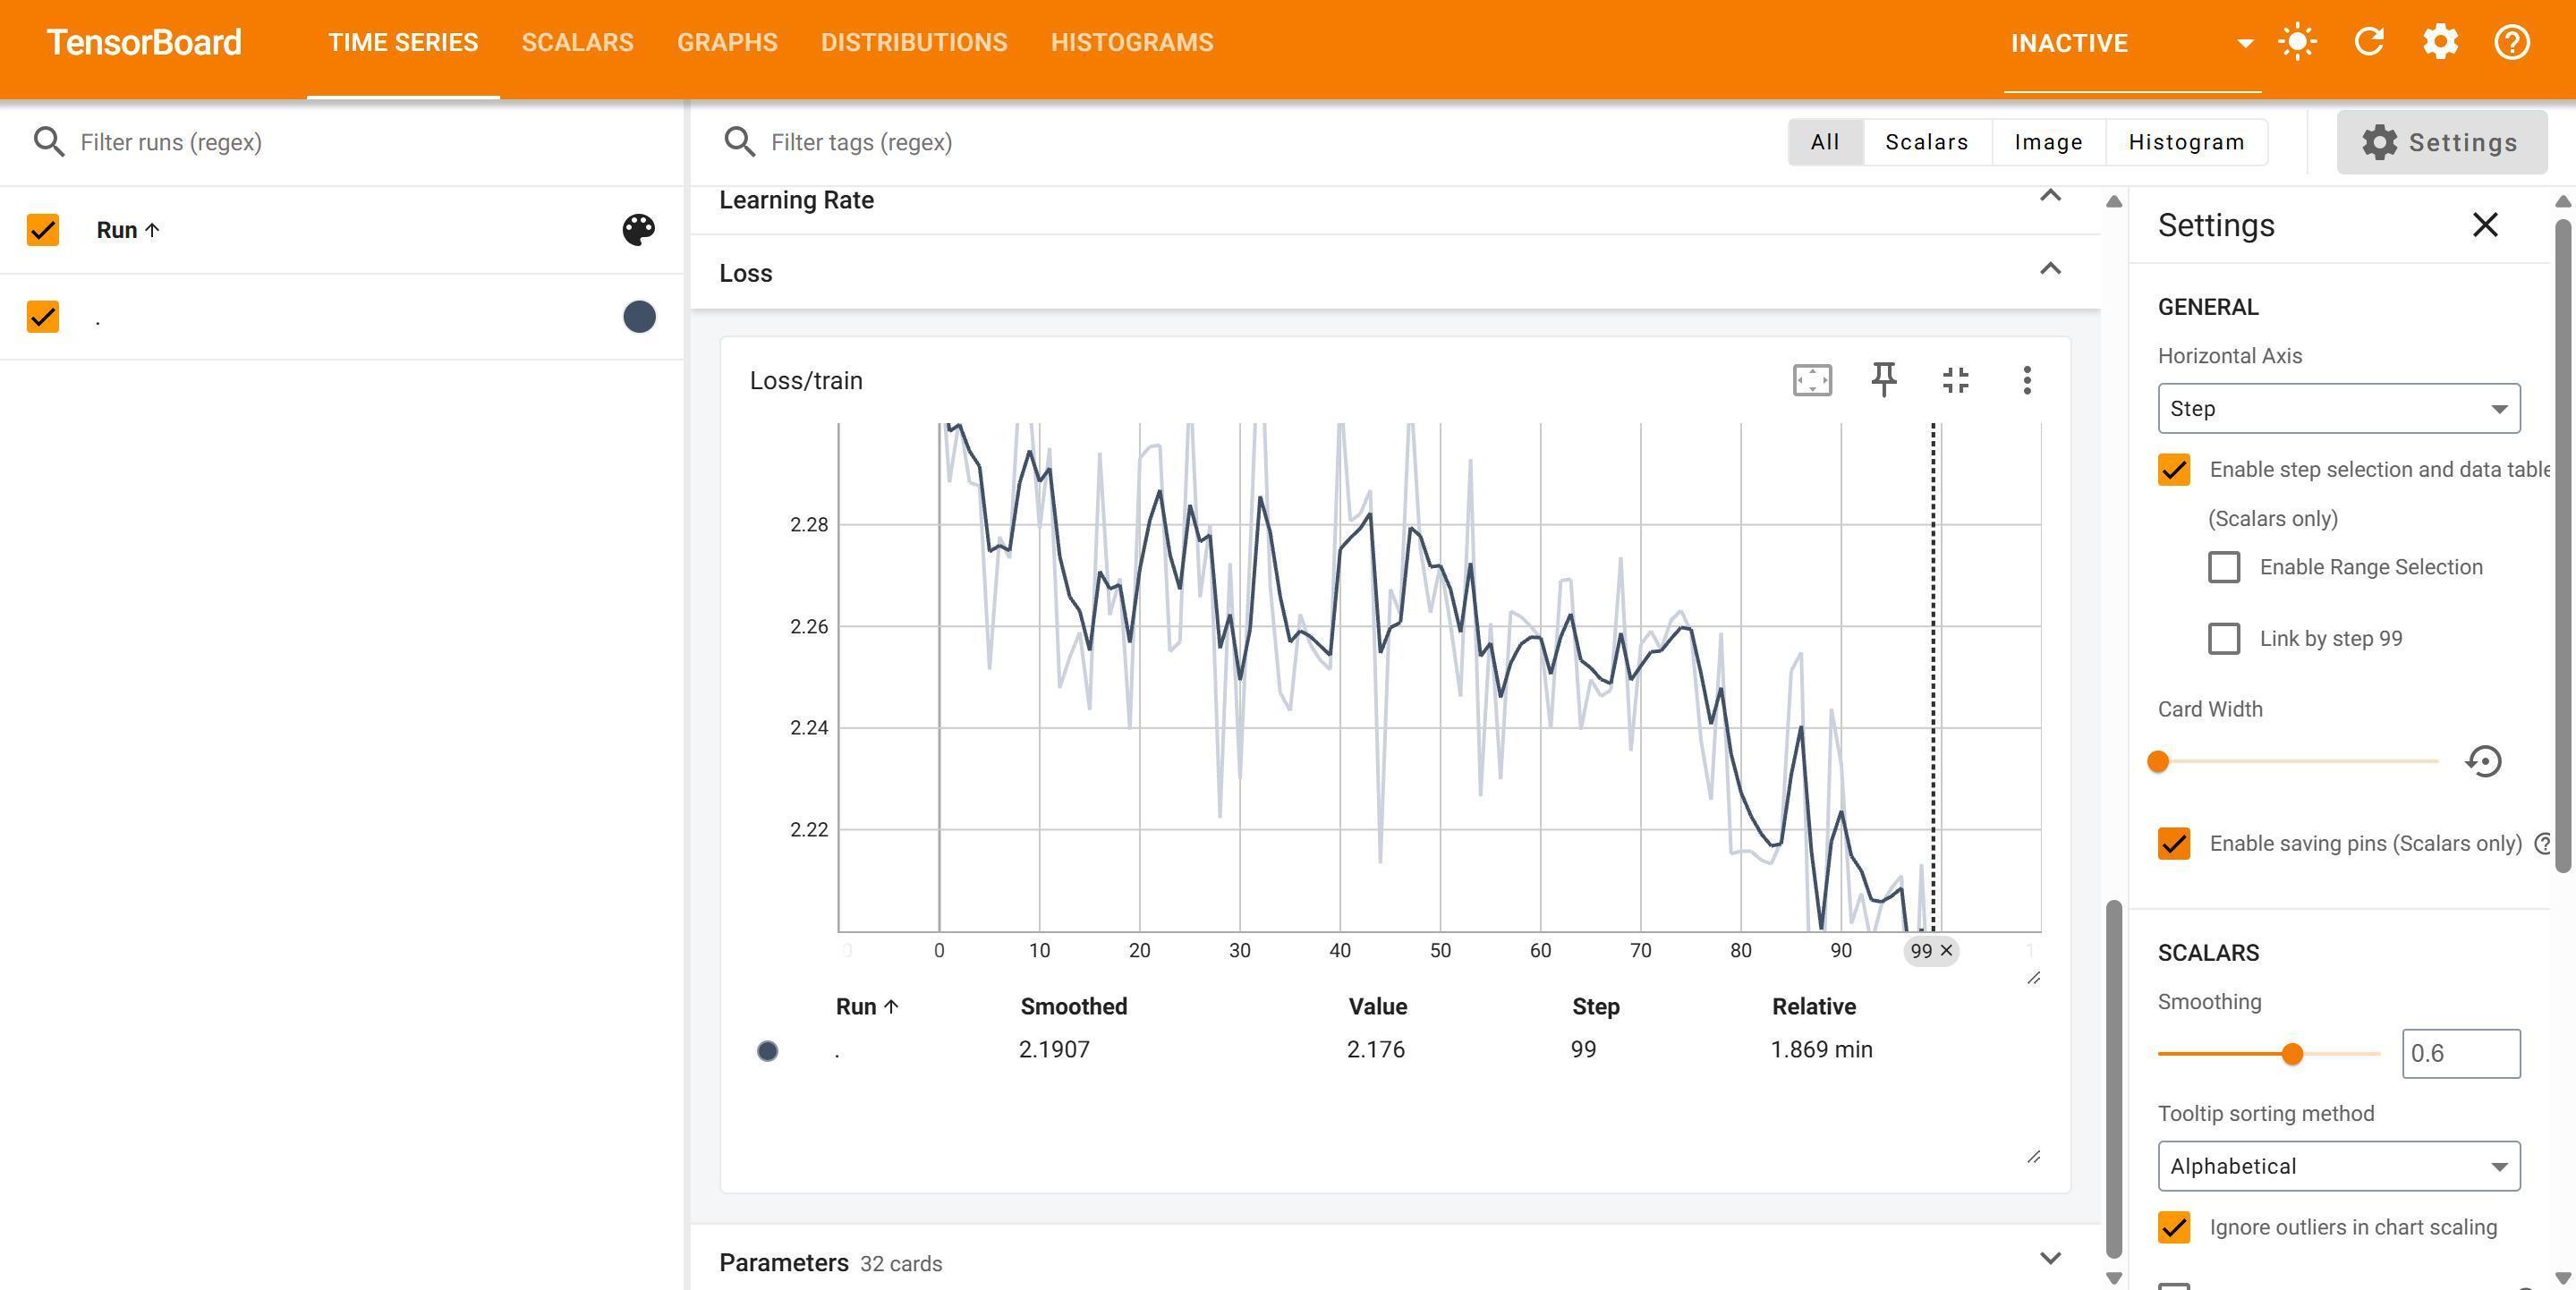 TensorBoard TIME SERIES SCALARS GRAPHS DISTRIBUTIONS HISTOGRAMS INACTIVE
Filter runs (regex)
Run
.
Filter tags (regex) All Scalars Image Histogram Settings
Learning Rate
Loss
Loss/train
2.28
2.26
2.24
2.22
0 10 20 30 40 50 60 70 80 90 99
Run Smoothed Value Step Relative
. 2.1907 2.176 99 1.869 min
Parameters 32 cards
Settings
GENERAL
Horizontal Axis
Step
Enable step selection and data table
(Scalars only)
Enable Range Selection
Link by step 99
Card Width
Enable saving pins (Scalars only)
SCALARS
Smoothing
0.6
Tooltip sorting method
Alphabetical
Ignore outliers in chart scaling